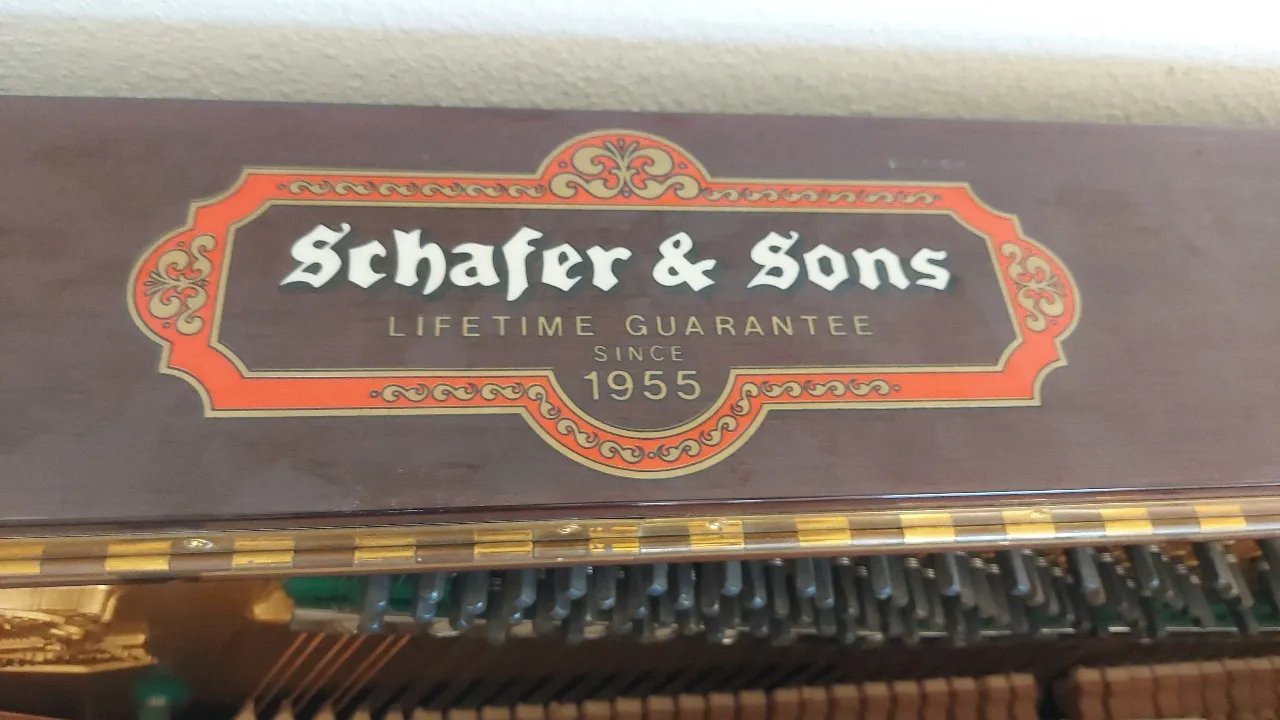 Schafer & Sons
LIFETIME GUARANTEE
SINCE
1955